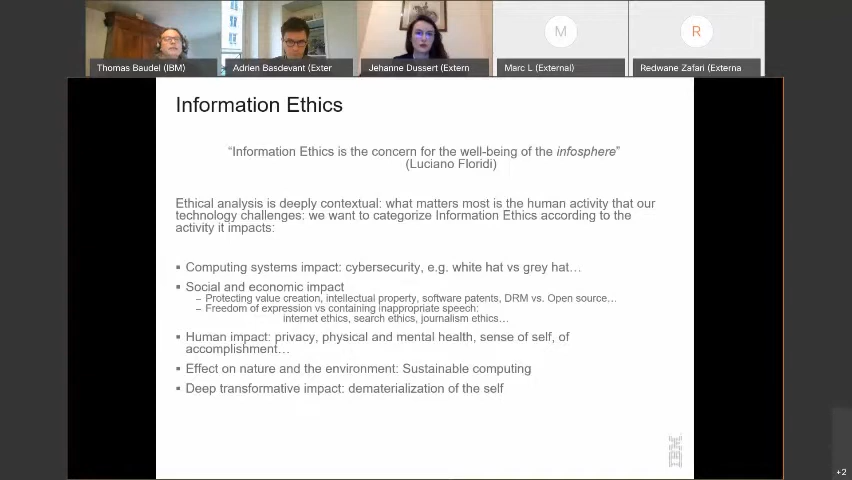 M
R
Thomas Baudel (IBM)
Adrien Basdevant (Exter
Jehanne Dussert (Extern
Marc L (External)
Redwane Zafari (Externa
Information Ethics
“Information Ethics is the concern for the well-being of the infosphere”
(Luciano Floridi)
Ethical analysis is deeply contextual: what matters most is the human activity that our
technology challenges: we want to categorize Information Ethics according to the
activity it impacts:
▪ Computing systems impact: cybersecurity, e.g. white hat vs grey hat…
▪ Social and economic impact
– Protecting value creation, intellectual property, software patents, DRM vs. Open source…
– Freedom of expression vs containing inappropriate speech:
internet ethics, search ethics, journalism ethics…
▪ Human impact: privacy, physical and mental health, sense of self, of
accomplishment…
▪ Effect on nature and the environment: Sustainable computing
▪ Deep transformative impact: dematerialization of the self
IBM
+2